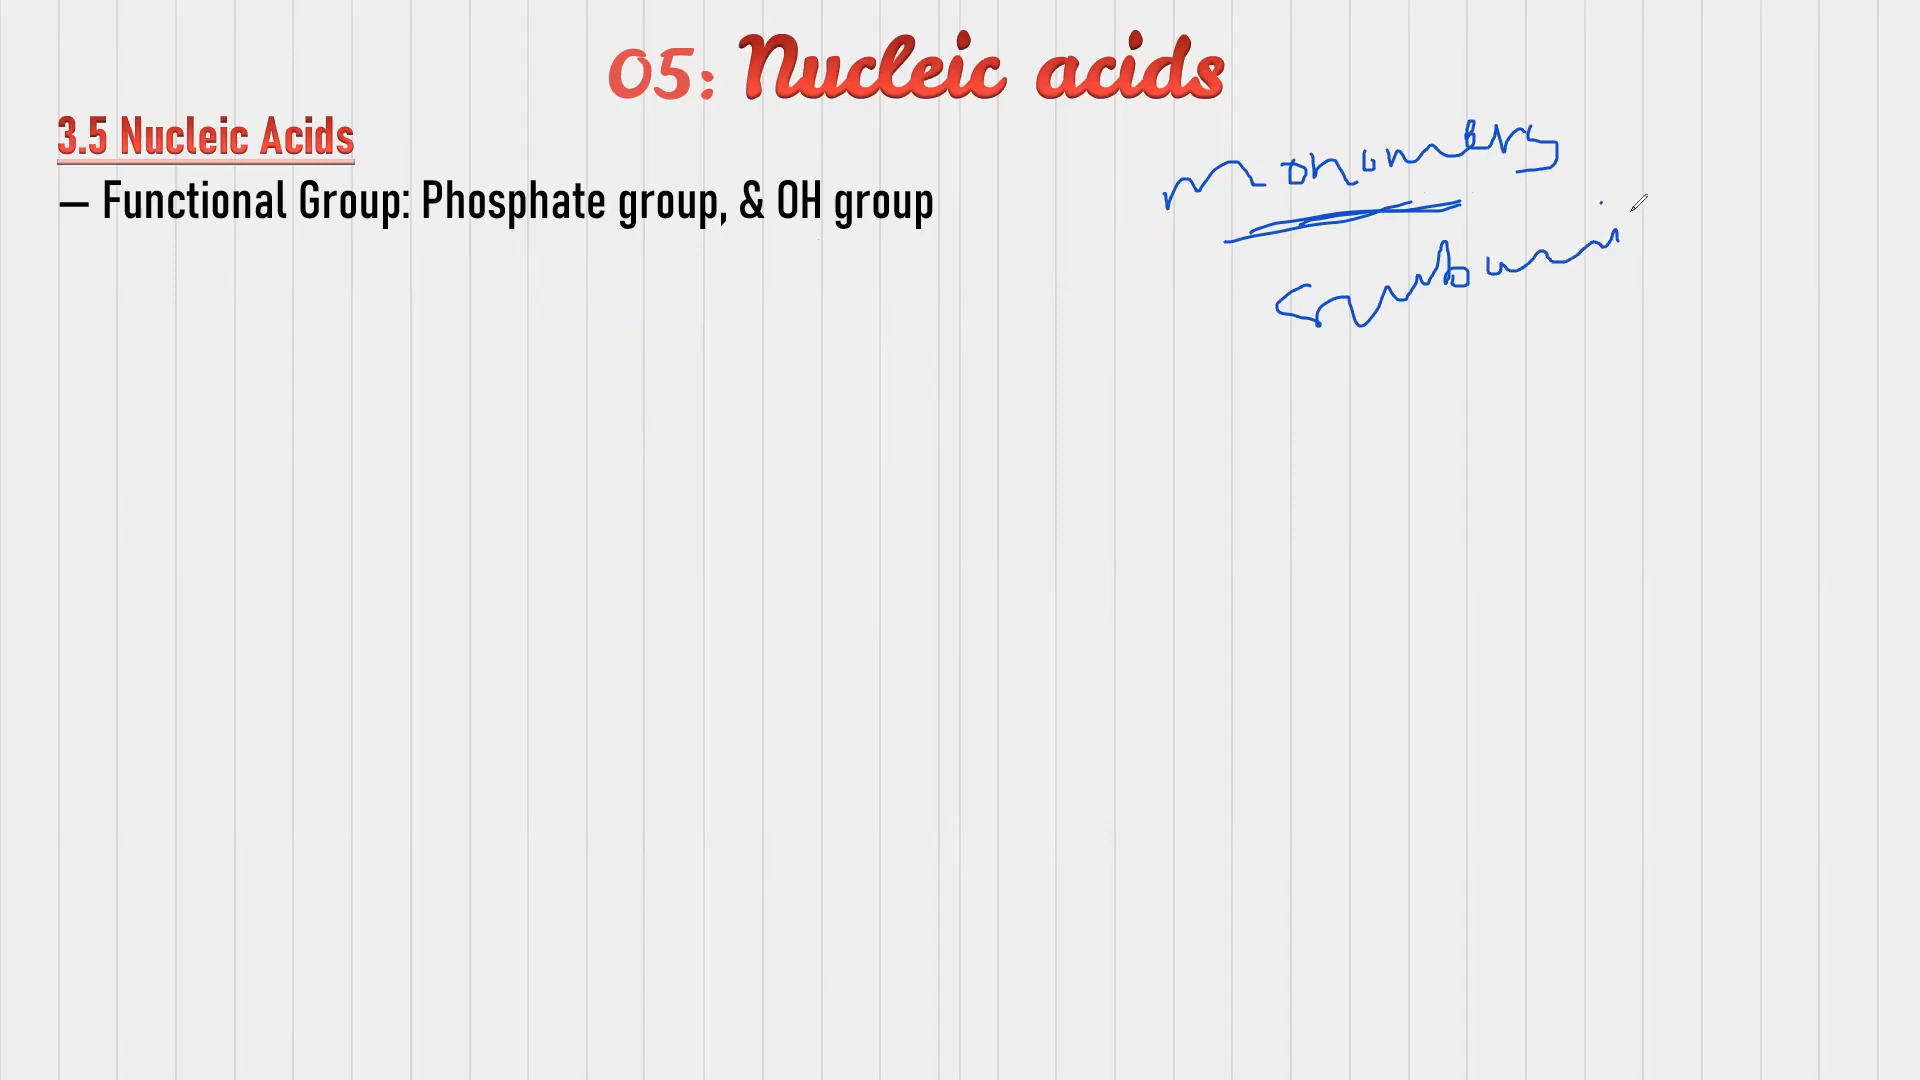 05: Nucleic acids
3.5 Nucleic Acids
– Functional Group: Phosphate group, & OH group
monomers